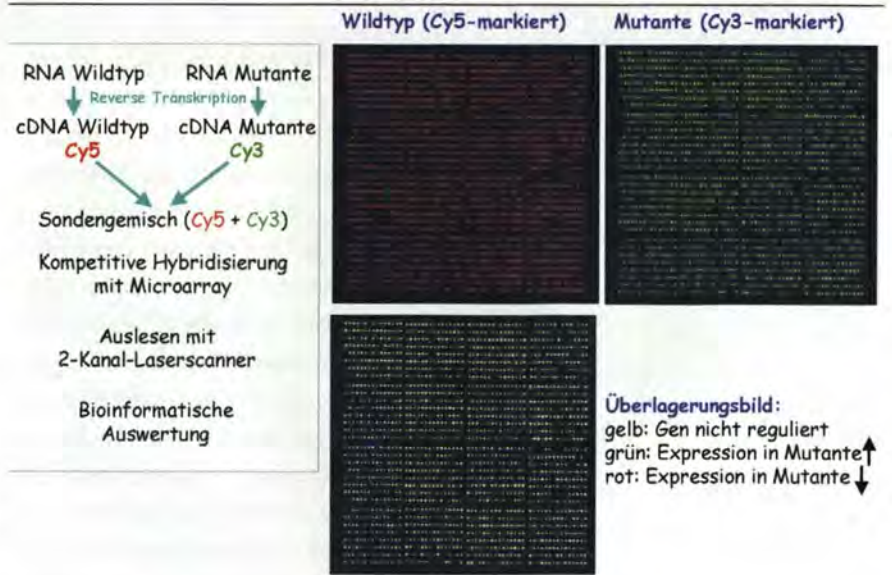 Wildtyp (Cy5-markiert) Mutante (Cy3-markiert)
RNA Wildtyp RNA Mutante
Reverse Transkription
cDNA Wildtyp cDNA Mutante
Cy5 Cy3
Sondengemisch (Cy5 + Cy3)
Kompetitive Hybridisierung
mit Microarray
Auslesen mit
2-Kanal-Laserscanner
Bioinformatische
Auswertung
Überlagerungsbild:
gelb: Gen nicht reguliert
grün: Expression in Mutante
rot: Expression in Mutante